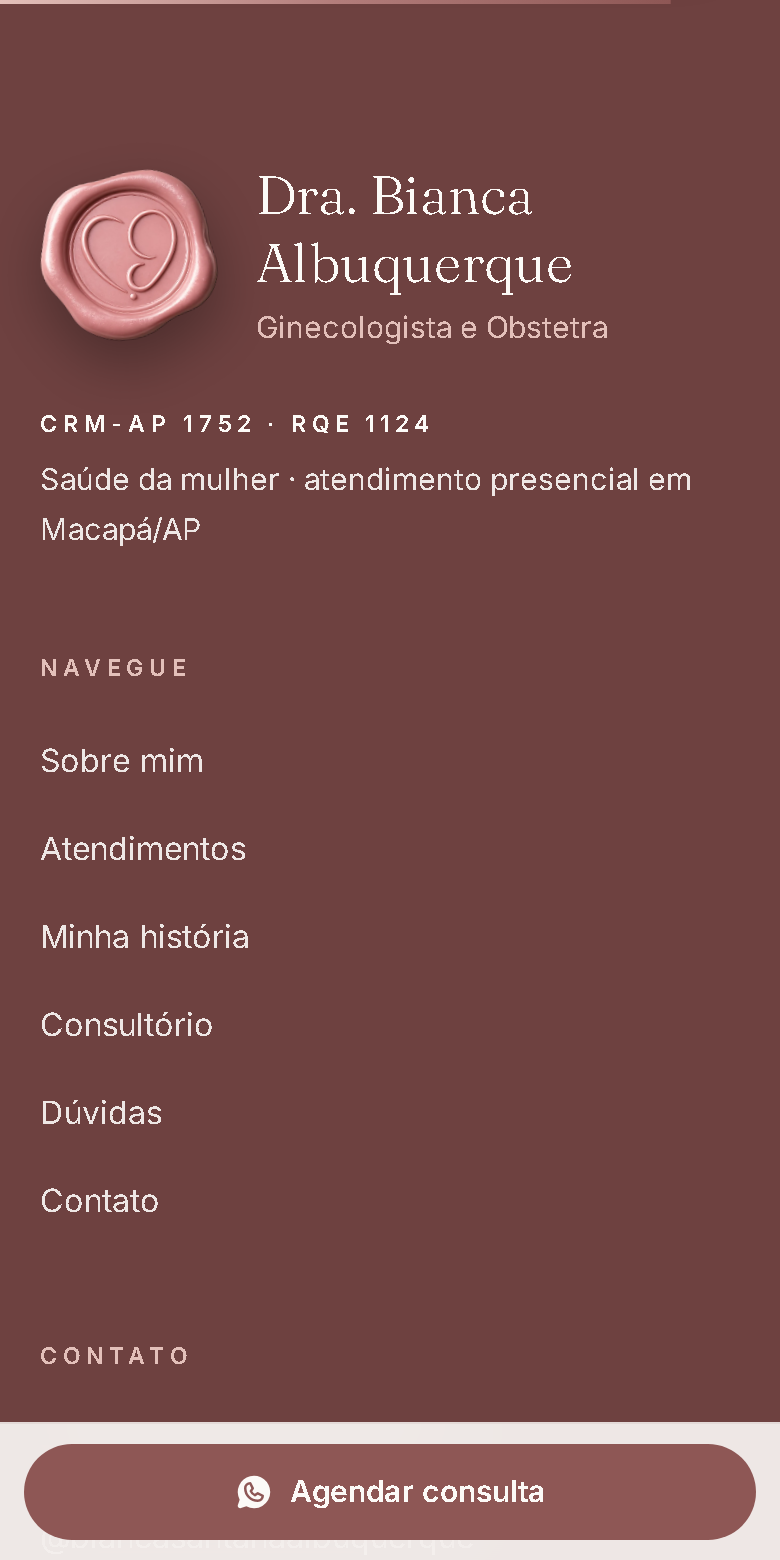 Dra. Bianca
Albuquerque
Ginecologista e Obstetra
CRM-AP 1752 · RQE 1124
Saúde da mulher · atendimento presencial em
Macapá/AP
NAVEGUE
Sobre mim
Atendimentos
Minha história
Consultório
Dúvidas
Contato
CONTATO
Agendar consulta